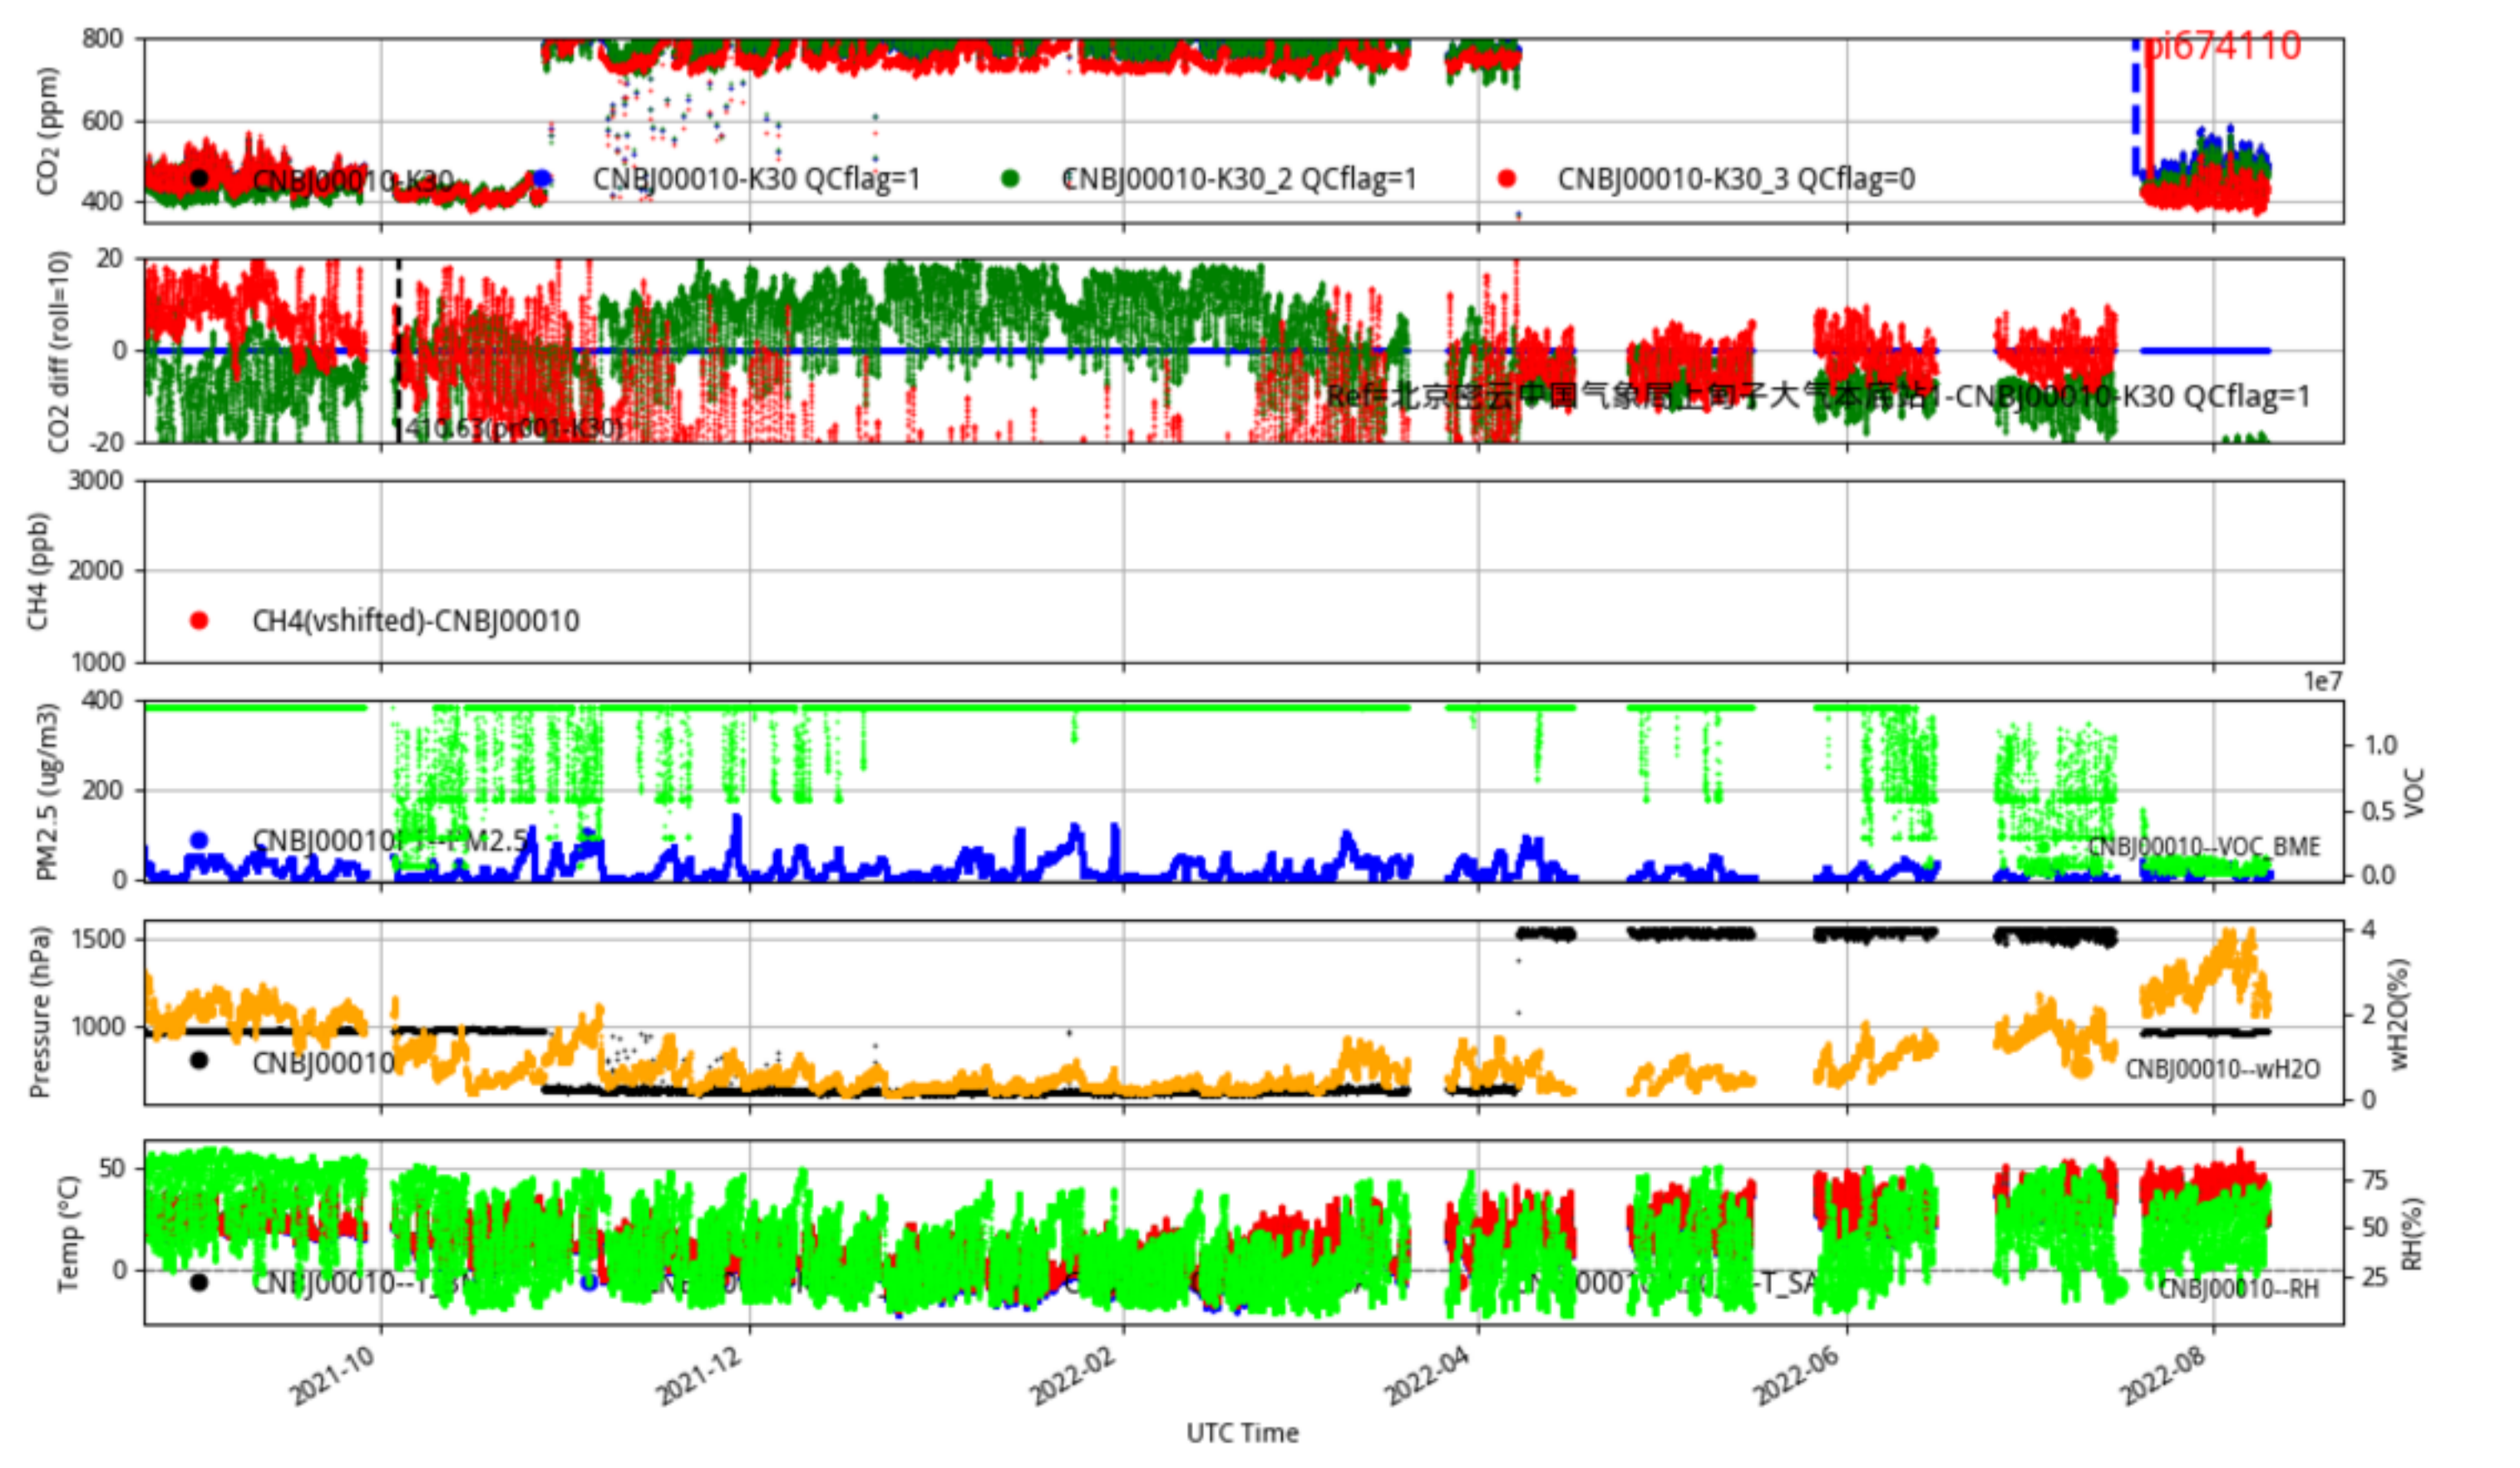 800
600
400
CO₂ (ppm)
pi674110
CNBJ00010-K30
CNBJ00010-K30 QCflag=1
CNBJ00010-K30_2 QCflag=1
CNBJ00010-K30_3 QCflag=0
20
0
-20
CO2 diff (roll=10)
410.63(pr001-K30)
Ref=北京密云中国气象局上甸子大气本底站1-CNBJ00010-K30 QCflag=1
3000
2000
1000
CH4 (ppb)
CH4(vshifted)-CNBJ00010
1e7
400
200
0
PM2.5 (ug/m3)
1.0
0.5
0.0
VOC
CNBJ00010--VOC_BME
1500
1000
Pressure (hPa)
CNBJ00010
4
2
0
wH2O(%)
CNBJ00010--wH2O
50
0
Temp (°C)
75
50
25
RH(%)
CNBJ00010--RH
2021-10
2021-12
2022-02
2022-04
2022-06
2022-08
UTC Time